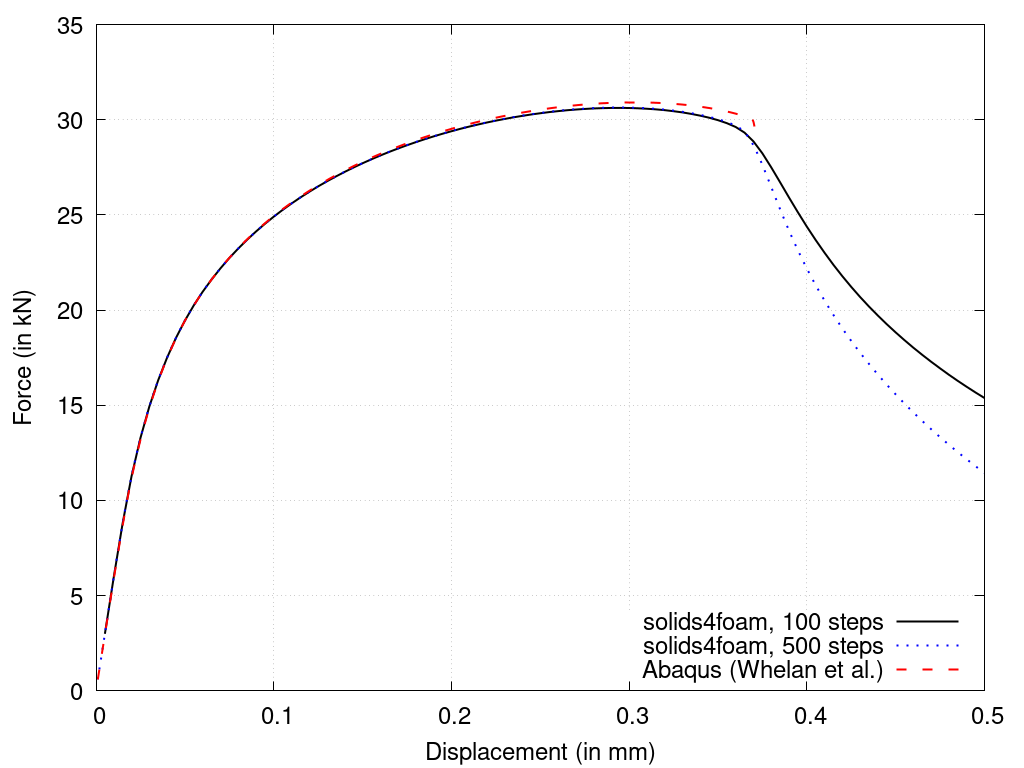 35
30
25
20
15
10
5
0
Force (in kN)
solids4foam, 100 steps
solids4foam, 500 steps
Abaqus (Whelan et al.)
0 0.1 0.2 0.3 0.4 0.5
Displacement (in mm)